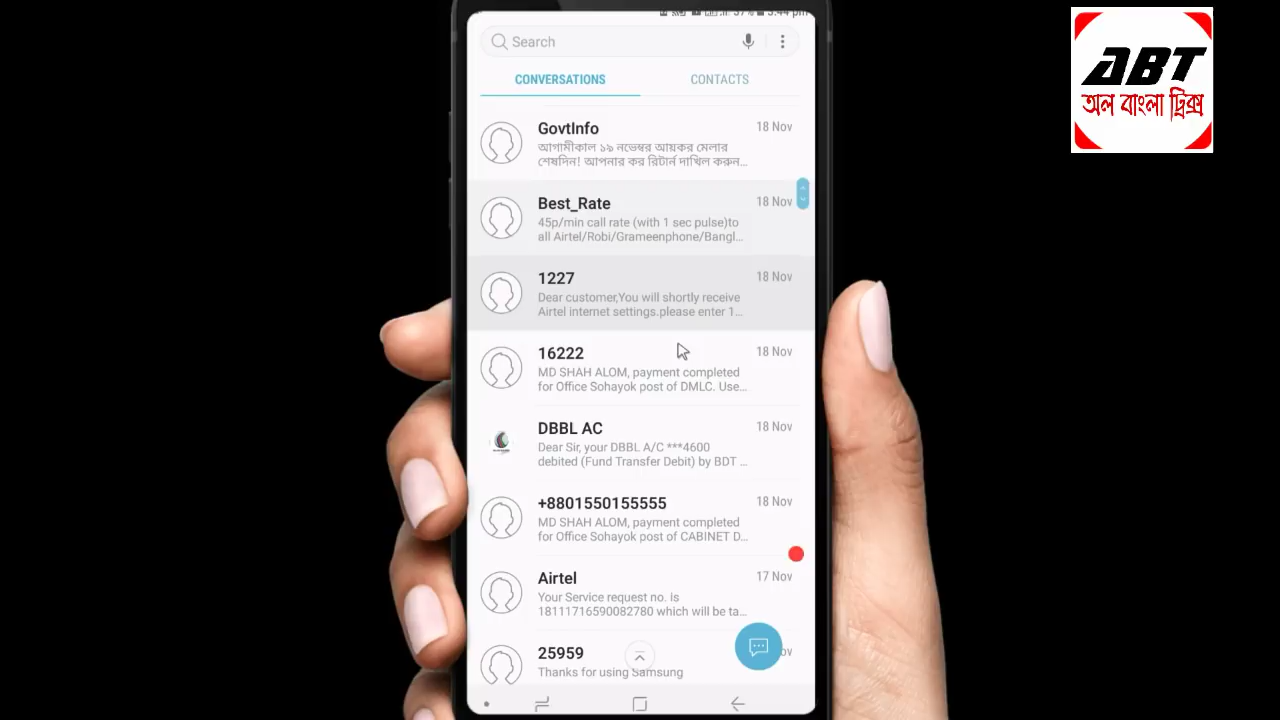 37% 5:44 pm
Search
CONVERSATIONS
CONTACTS
GovtInfo
18 Nov
আগামীকাল ১৯ নভেম্বর আয়কর মেলার
শেষদিন! আপনার কর রিটার্ন দাখিল করুন...
Best_Rate
18 Nov
45p/min call rate (with 1 sec pulse)to
all Airtel/Robi/Grameenphone/Bangl...
1227
18 Nov
Dear customer,You will shortly receive
Airtel internet settings.please enter 1...
16222
18 Nov
MD SHAH ALOM, payment completed
for Office Sohayok post of DMLC. Use...
DBBL AC
18 Nov
Dear Sir, your DBBL A/C ***4600
debited (Fund Transfer Debit) by BDT ...
+8801550155555
18 Nov
MD SHAH ALOM, payment completed
for Office Sohayok post of CABINET D...
Airtel
17 Nov
Your Service request no. is
18111716590082780 which will be ta...
25959
Thanks for using Samsung
ABT
অল বাংলা ট্রিক্স